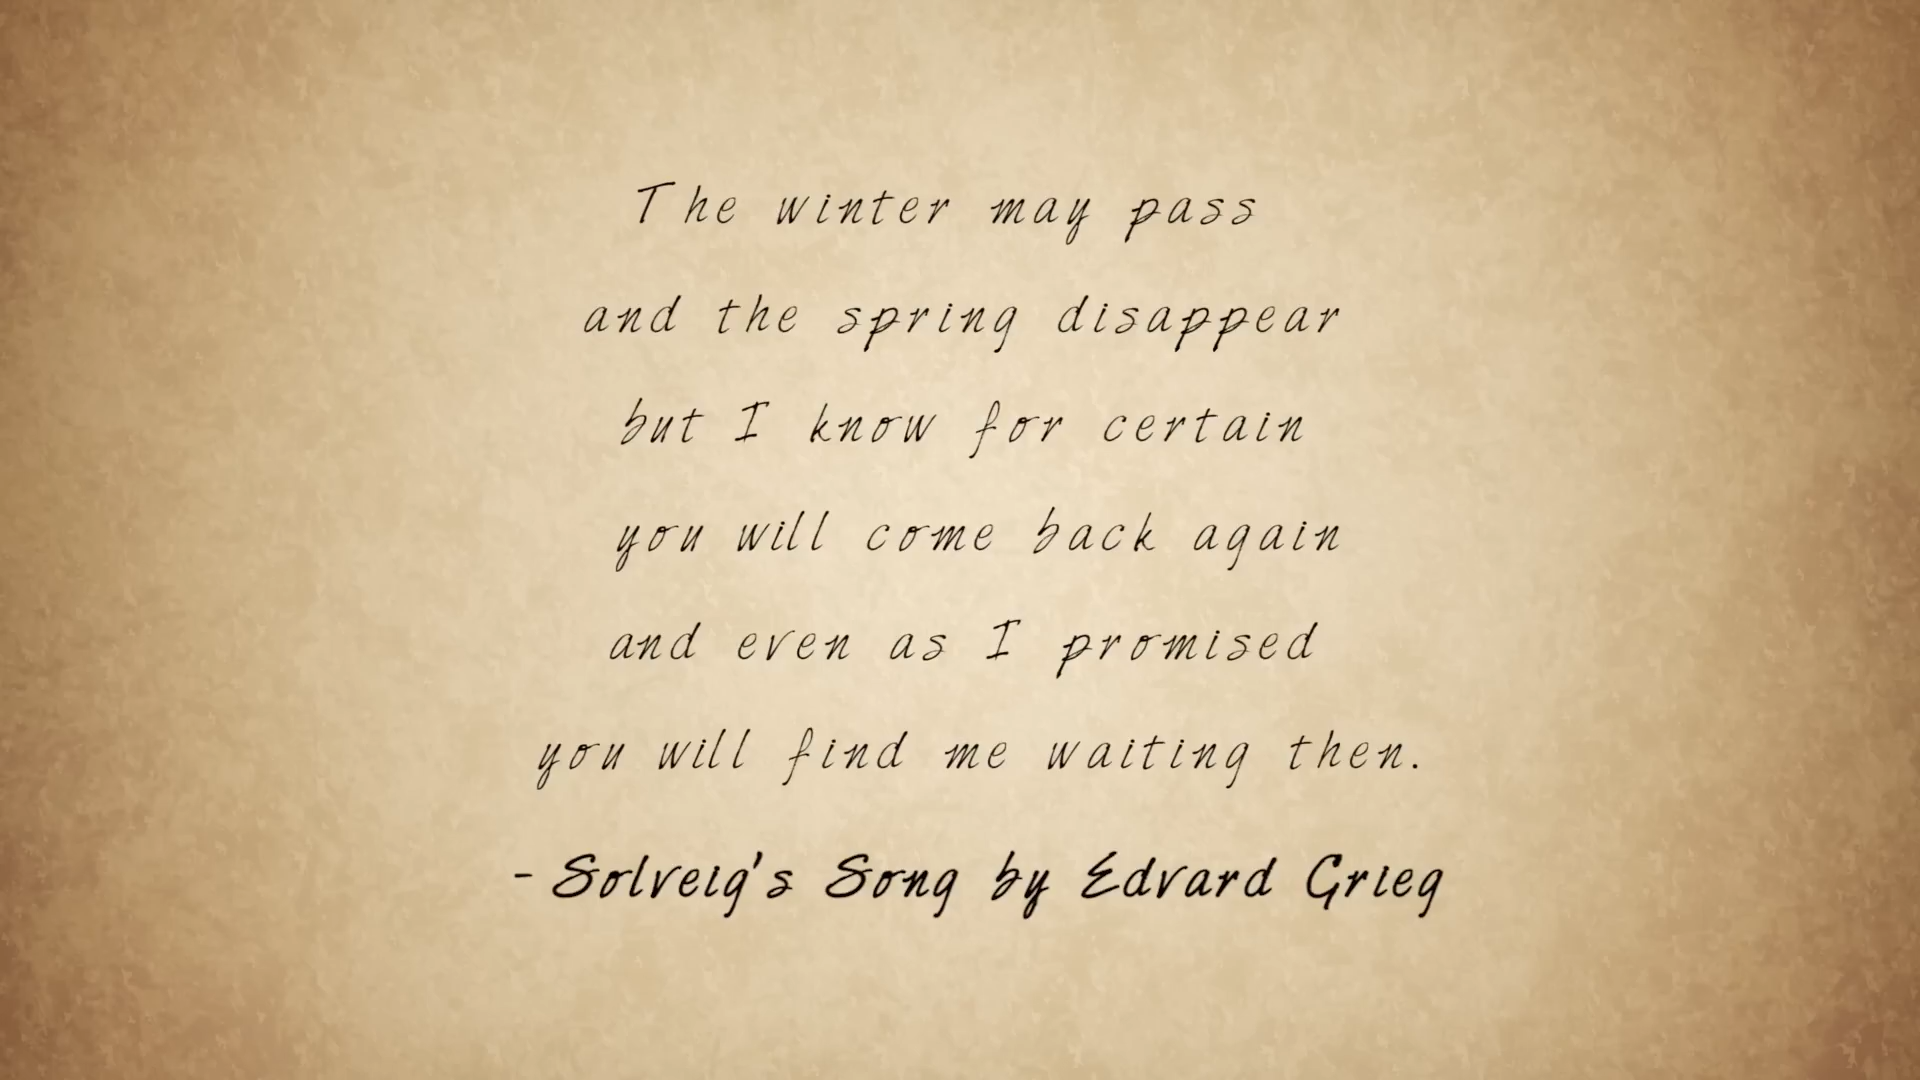 The winter may pass
and the spring disappear
but I know for certain
you will come back again
and even as I promised
you will find me waiting then.
- Solveig's Song by Edvard Grieg